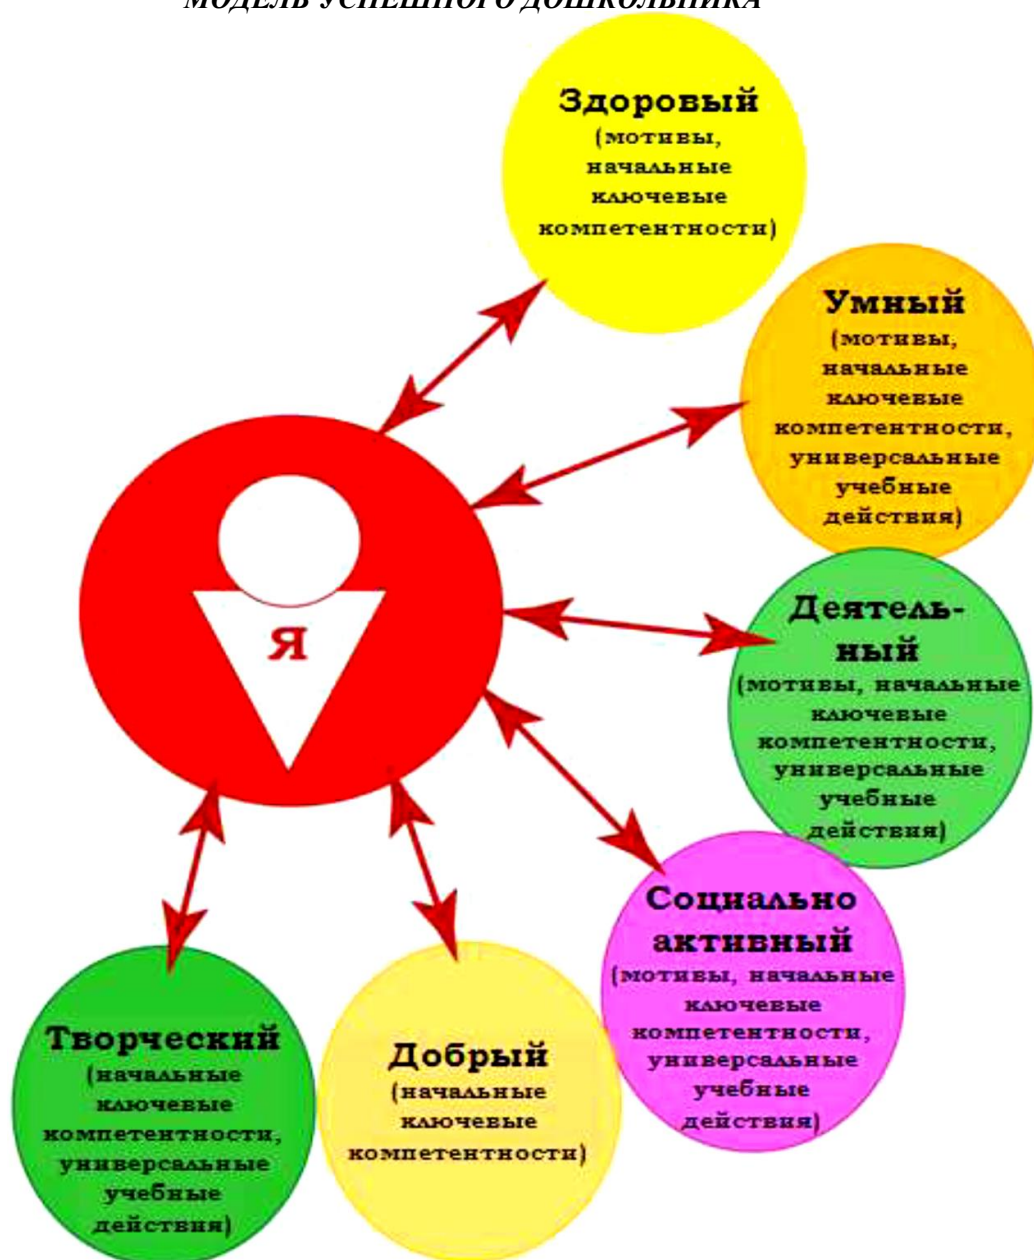 МОДЕЛЬ УСПЕШНОГО ДОШКОЛЬНИКА
Здоровый
(мотивы,
начальные
ключевые
компетентности)
Умный
(мотивы,
начальные
ключевые
компетентности,
универсальные
учебные
действия)
Деятель-
ный
(мотивы, начальные
ключевые
компетентности,
универсальные
учебные
действия)
Я
Социально
активный
(мотивы, начальные
ключевые
компетентности,
универсальные
учебные
действия)
Добрый
(начальные
ключевые
компетентности)
Творческий
(начальные
ключевые
компетентности,
универсальные
учебные
действия)